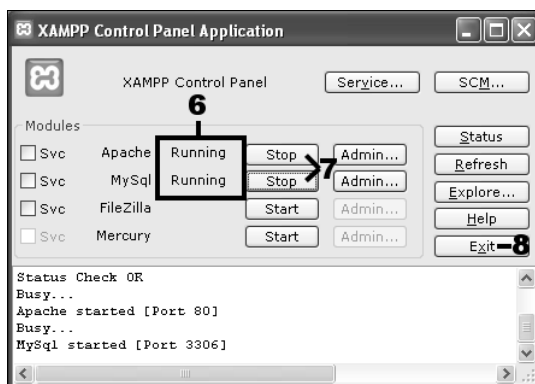 XAMPP Control Panel Application
XAMPP Control Panel Service... SCM...
6
Modules
Svc Apache Running Stop Admin...
Svc MySql Running Stop Admin...
7
Svc FileZilla Start Admin...
Svc Mercury Start Admin...
Status
Refresh
Explore...
Help
Exit 8
Status Check OK
Busy...
Apache started [Port 80]
Busy...
MySql started [Port 3306]